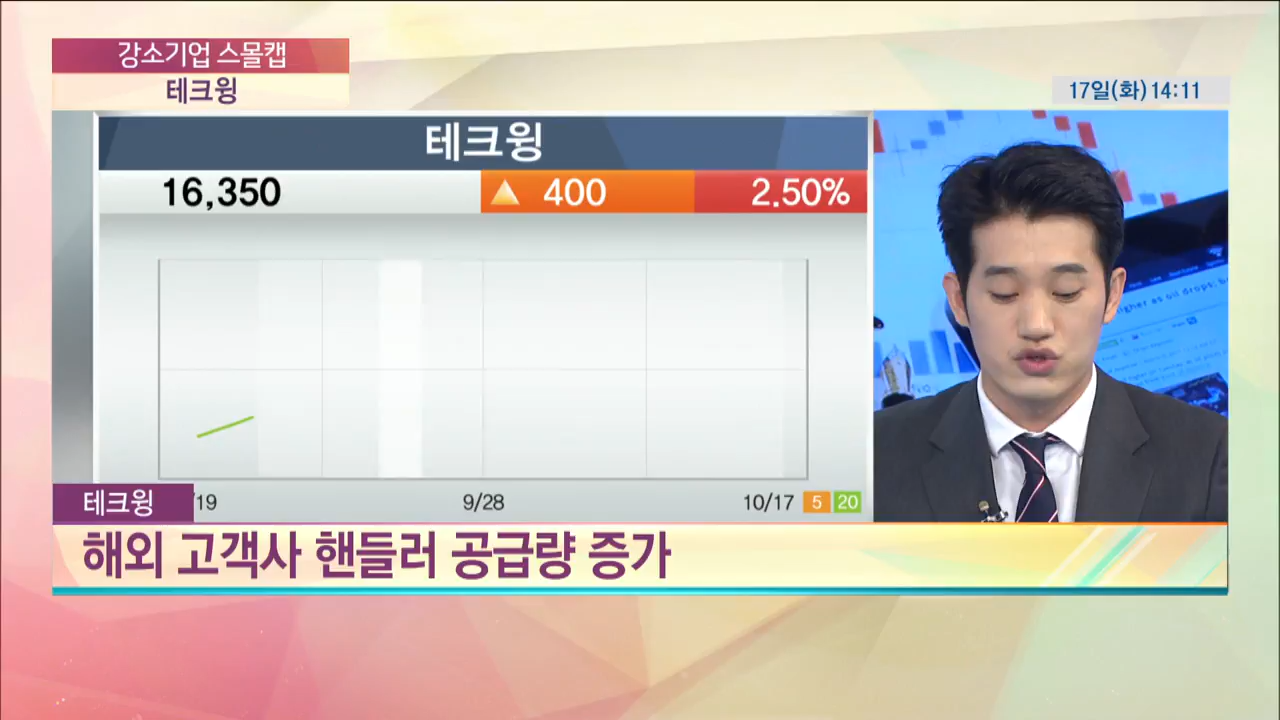 강소기업 스몰캡
테크윙
17일(화) 14:11
테크윙
16,350 ▲ 400 2.50%
/19 9/28 10/17 5 20
테크윙
해외 고객사 핸들러 공급량 증가